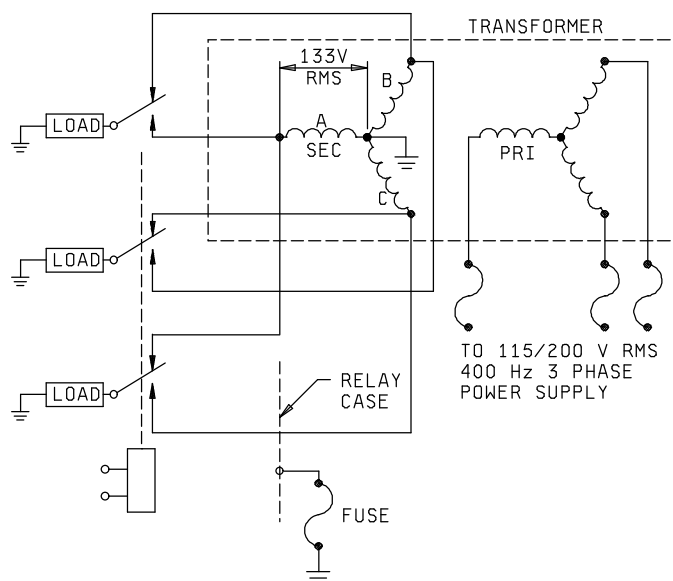 TRANSFORMER
133V
RMS
B
LOAD
A
SEC
PRI
C
LOAD
TO 115/200 V RMS
400 Hz 3 PHASE
POWER SUPPLY
RELAY
CASE
LOAD
FUSE